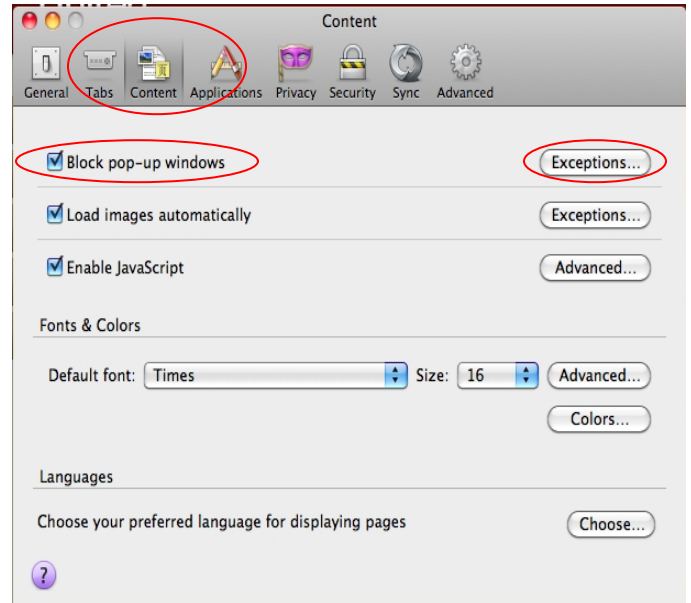 Content
General Tabs Content Applications Privacy Security Sync Advanced
Block pop-up windows Exceptions...
Load images automatically Exceptions...
Enable JavaScript Advanced...
Fonts & Colors
Default font: Times Size: 16 Advanced...
Colors...
Languages
Choose your preferred language for displaying pages Choose...
?